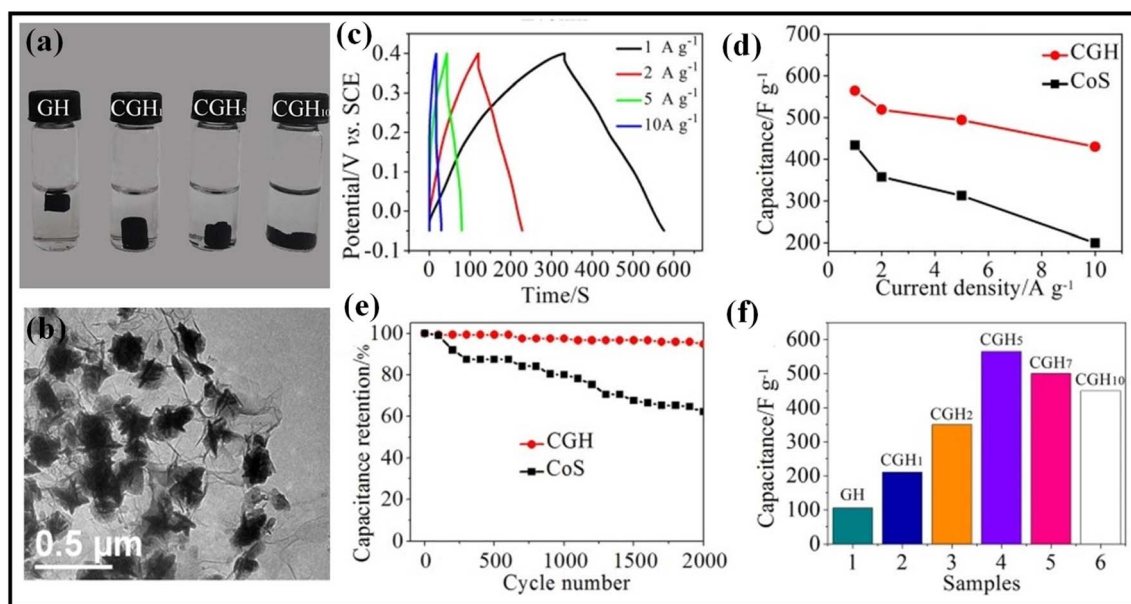 (a)
GH
CGH₁
CGH₅
CGH₁₀
(b)
0.5 µm
(c)
Potential/V vs. SCE
0.4
0.3
0.2
0.1
0.0
-0.1
1 A g⁻¹
2 A g⁻¹
5 A g⁻¹
10A g⁻¹
0 100 200 300 400 500 600
Time/S
(d)
Capacitance/F g⁻¹
700
600
500
400
300
200
CGH
CoS
0 2 4 6 8 10
Current density/A g⁻¹
(e)
Capacitance retention/%
100
80
60
40
20
0
CGH
CoS
0 500 1000 1500 2000
Cycle number
(f)
Capacitance/F g⁻¹
600
500
400
300
200
100
0
GH
CGH₁
CGH₂
CGH₅
CGH₇
CGH₁₀
1 2 3 4 5 6
Samples